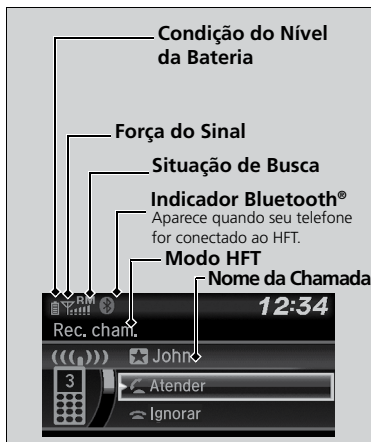 Condição do Nível
da Bateria
Força do Sinal
Situação de Busca
Indicador Bluetooth®
Aparece quando seu telefone
for conectado ao HFT.
Modo HFT
Nome da Chamada
RM
12:34
Rec. cham.
John
3
Atender
Ignorar